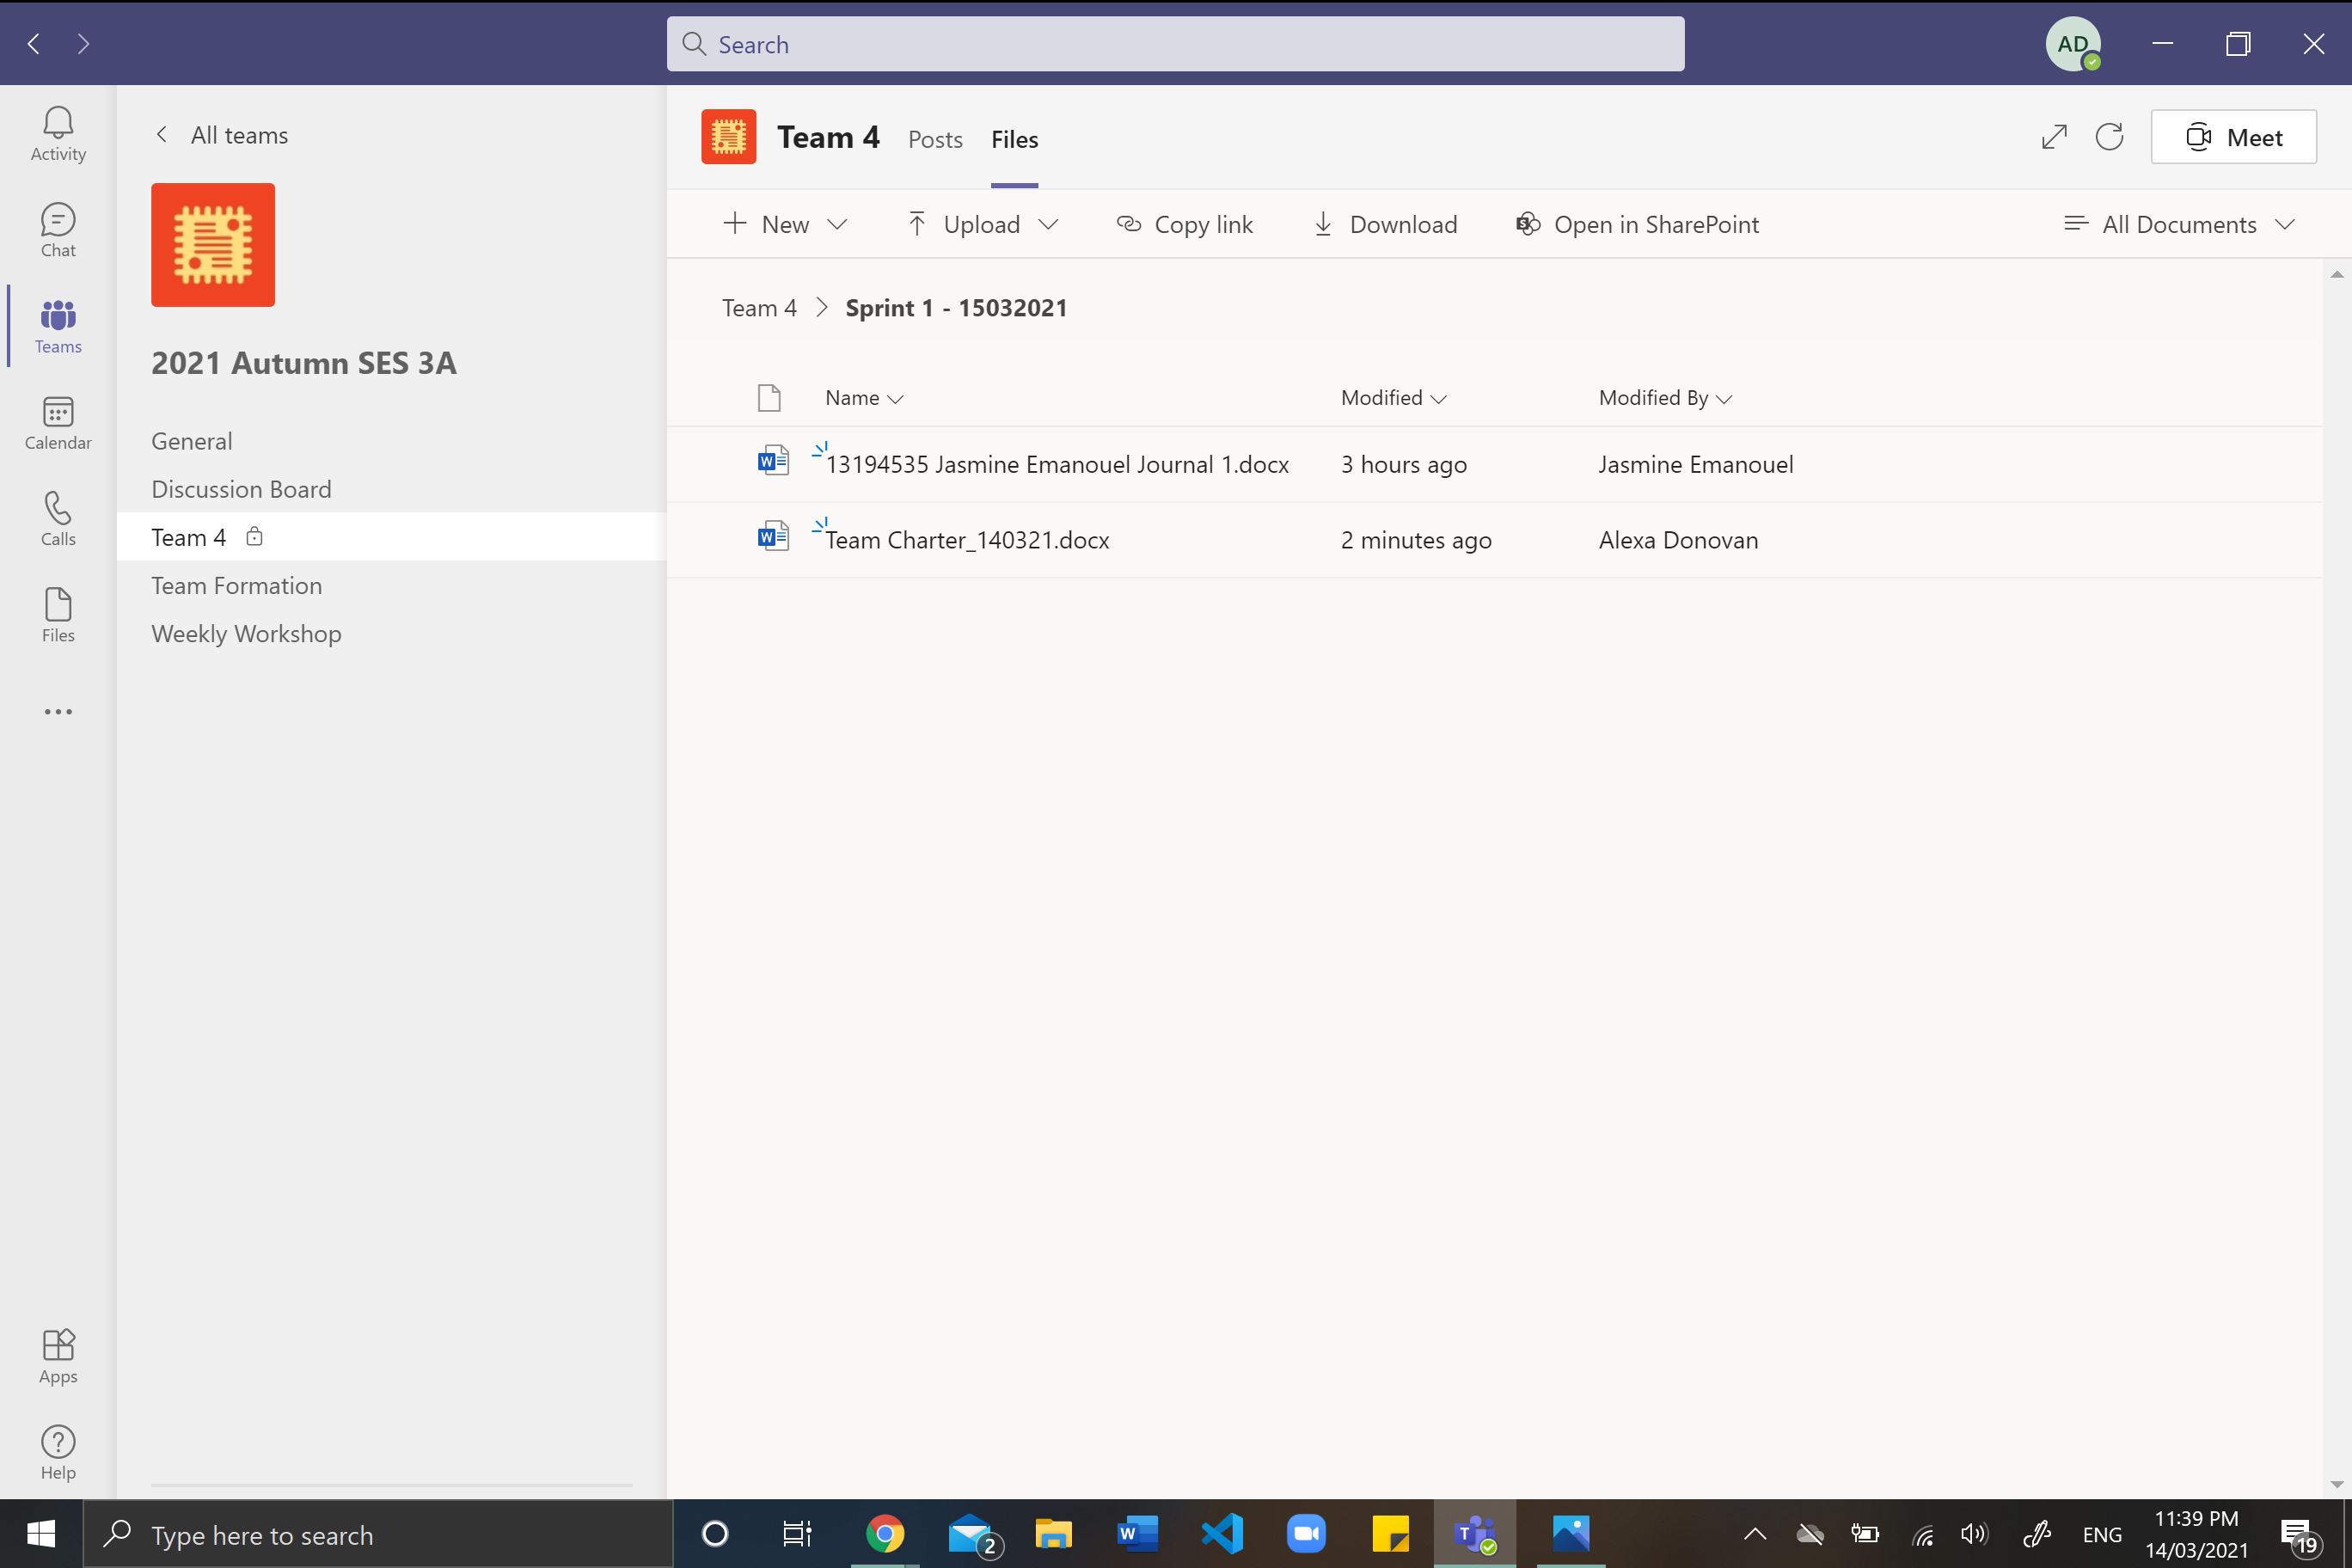 Search
AD
Activity
Chat
Teams
Calendar
Calls
Files
Apps
Help
All teams
2021 Autumn SES 3A
General
Discussion Board
Team 4
Team Formation
Weekly Workshop
Team 4 Posts Files
Meet
New Upload Copy link Download Open in SharePoint All Documents
Team 4 > Sprint 1 - 15032021
Name Modified Modified By
13194535 Jasmine Emanouel Journal 1.docx 3 hours ago Jasmine Emanouel
Team Charter_140321.docx 2 minutes ago Alexa Donovan
Type here to search
2
ENG
11:39 PM
14/03/2021
19